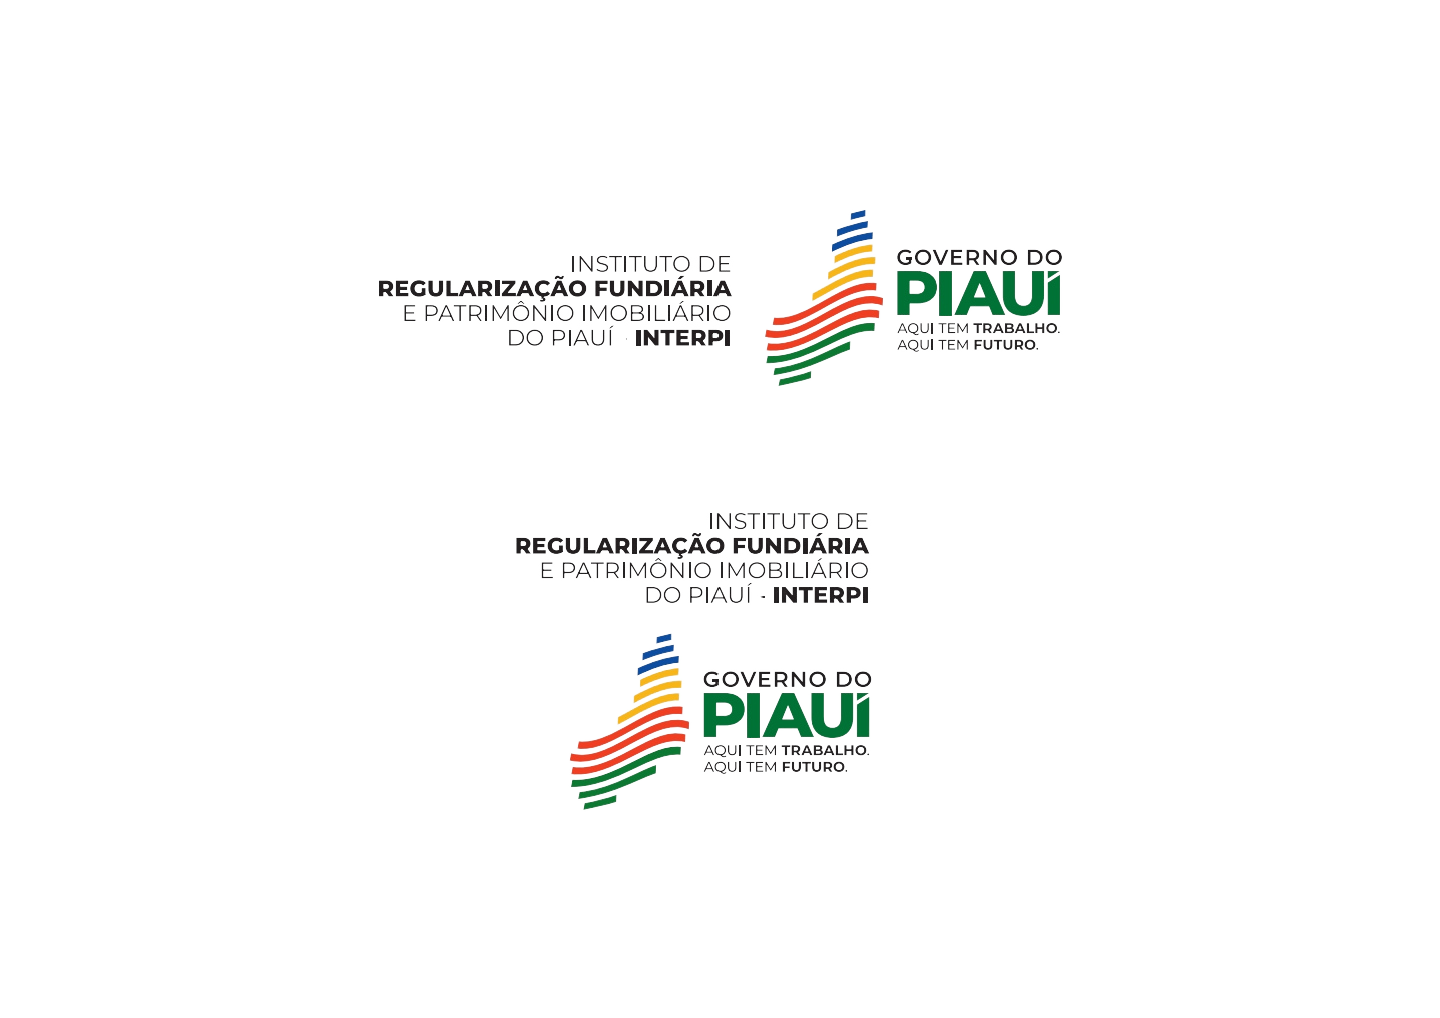 INSTITUTO DE
REGULARIZAÇÃO FUNDIÁRIA
E PATRIMÔNIO IMOBILIÁRIO
DO PIAUÍ · INTERPI
GOVERNO DO
PIAUÍ
AQUI TEM TRABALHO.
AQUI TEM FUTURO.
INSTITUTO DE
REGULARIZAÇÃO FUNDIÁRIA
E PATRIMÔNIO IMOBILIÁRIO
DO PIAUÍ - INTERPI
GOVERNO DO
PIAUÍ
AQUI TEM TRABALHO.
AQUI TEM FUTURO.